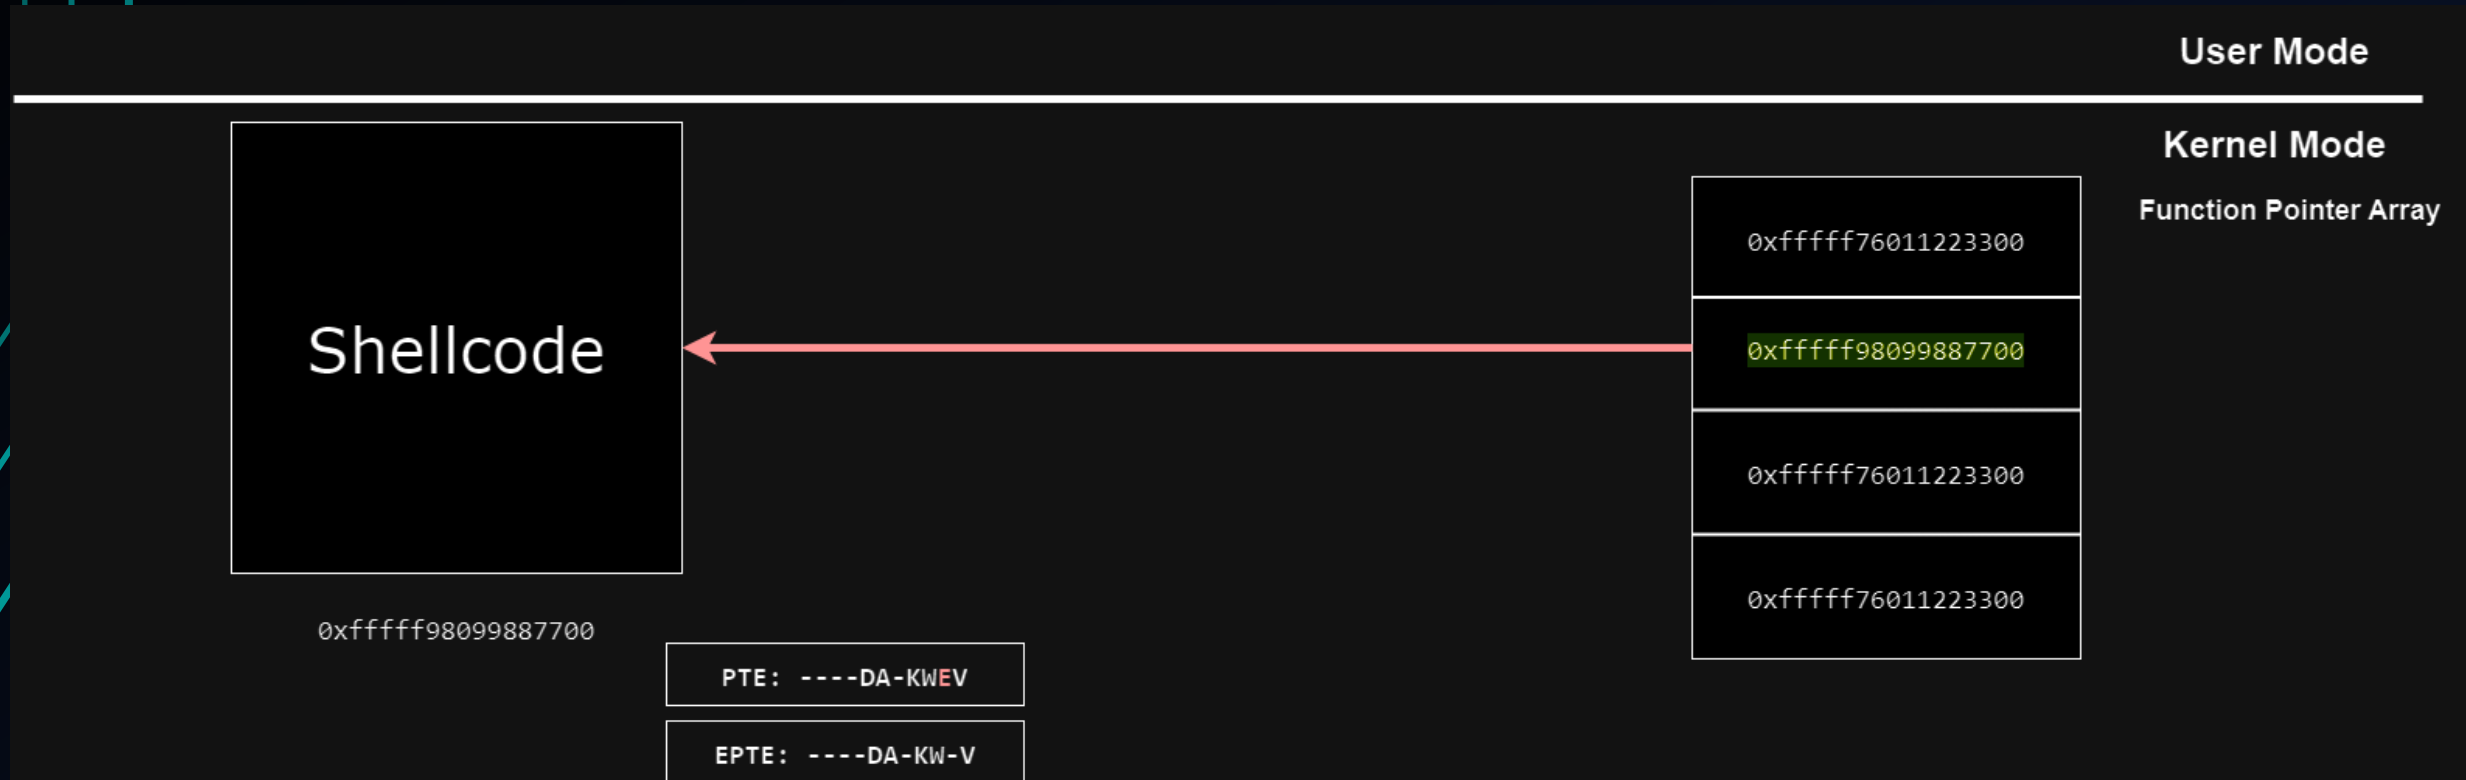 User Mode
Kernel Mode
Function Pointer Array
0xfffff76011223300
Shellcode
0xfffff98099887700
0xfffff76011223300
0xfffff76011223300
0xfffff98099887700
PTE: ----DA-KWEV
EPTE: ----DA-KW-V